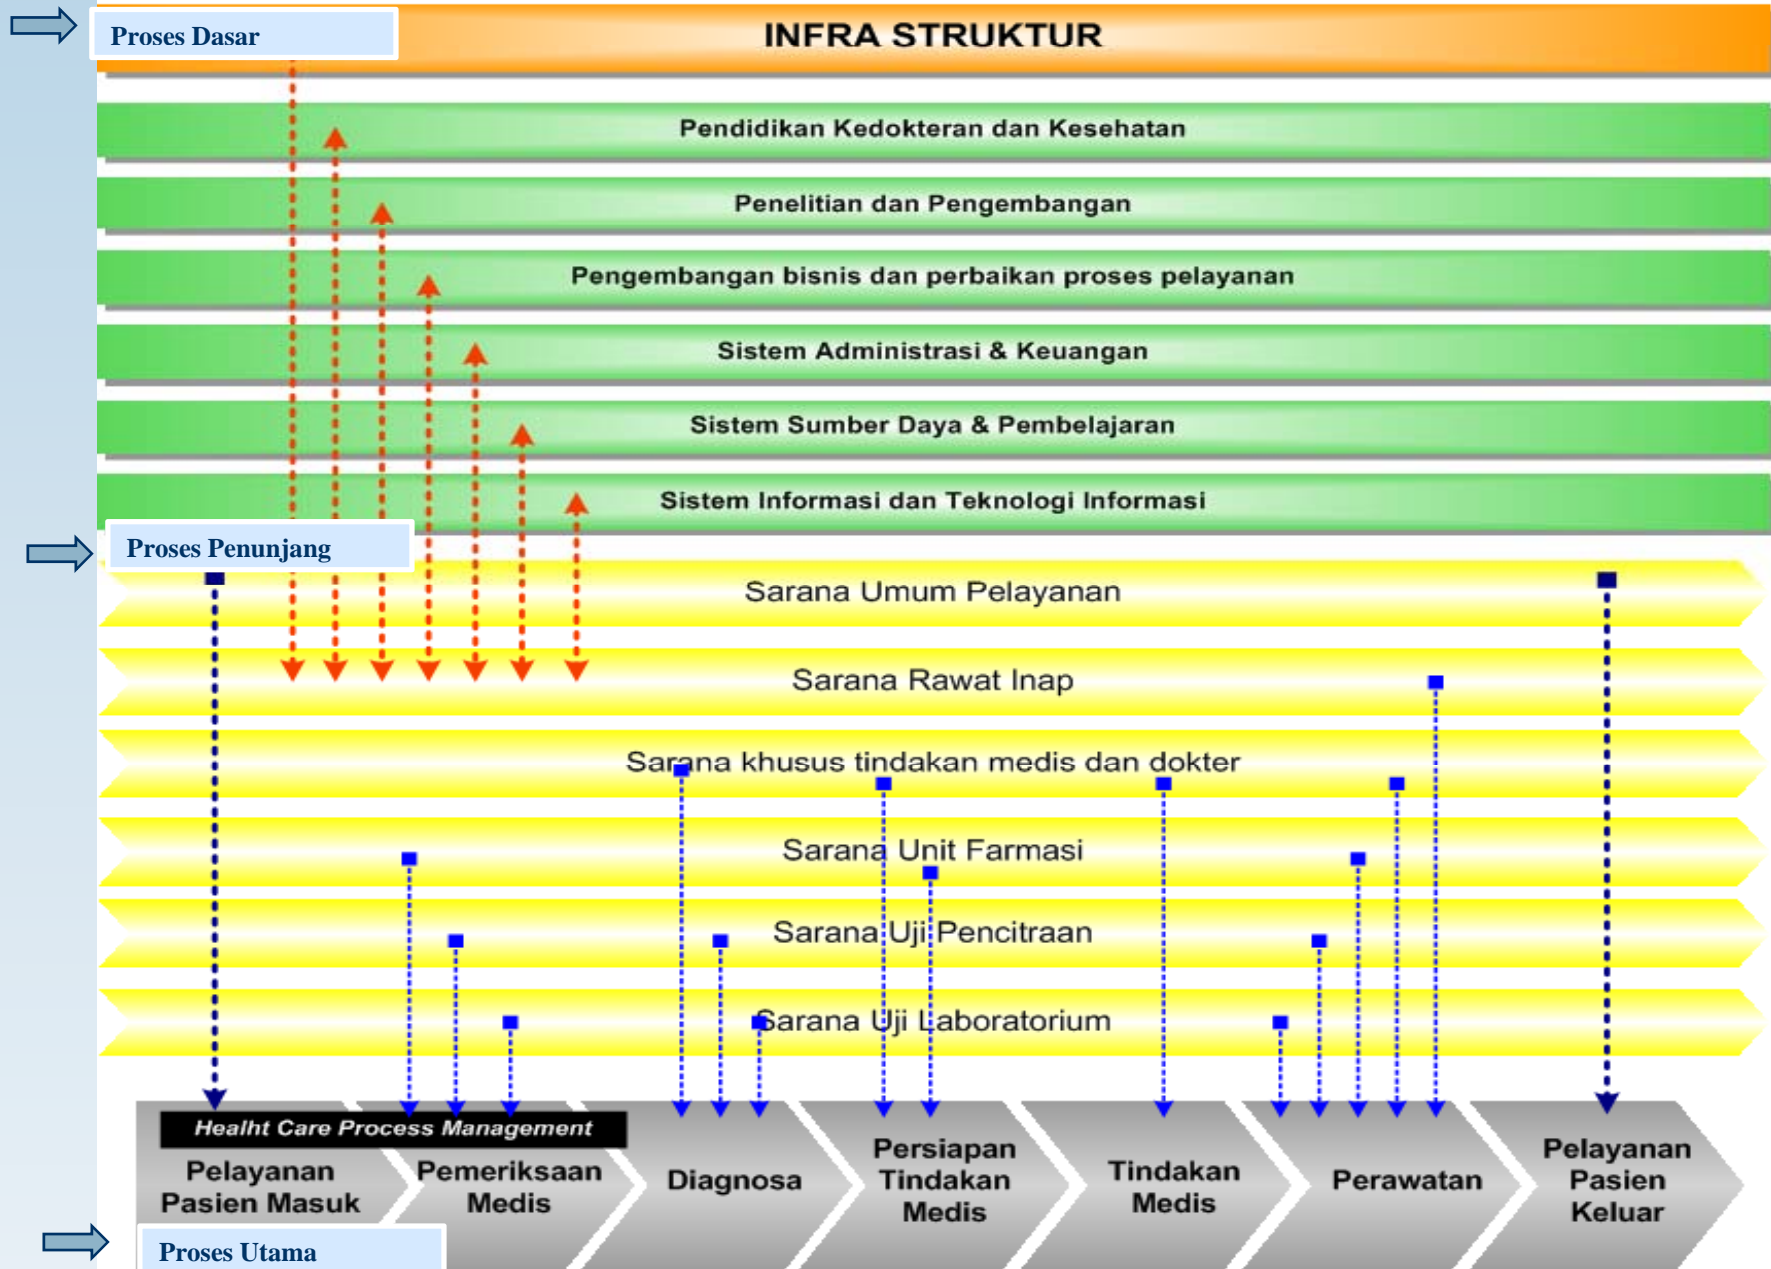 Proses Dasar
INFRA STRUKTUR
Pendidikan Kedokteran dan Kesehatan
Penelitian dan Pengembangan
Pengembangan bisnis dan perbaikan proses pelayanan
Sistem Administrasi & Keuangan
Sistem Sumber Daya & Pembelajaran
Sistem Informasi dan Teknologi Informasi
Proses Penunjang
Sarana Umum Pelayanan
Sarana Rawat Inap
Sarana khusus tindakan medis dan dokter
Sarana Unit Farmasi
Sarana Uji Pencitraan
Sarana Uji Laboratorium
Healht Care Process Management
Pelayanan
Pasien Masuk
Pemeriksaan
Medis
Diagnosa
Persiapan
Tindakan
Medis
Tindakan
Medis
Perawatan
Pelayanan
Pasien
Keluar
Proses Utama